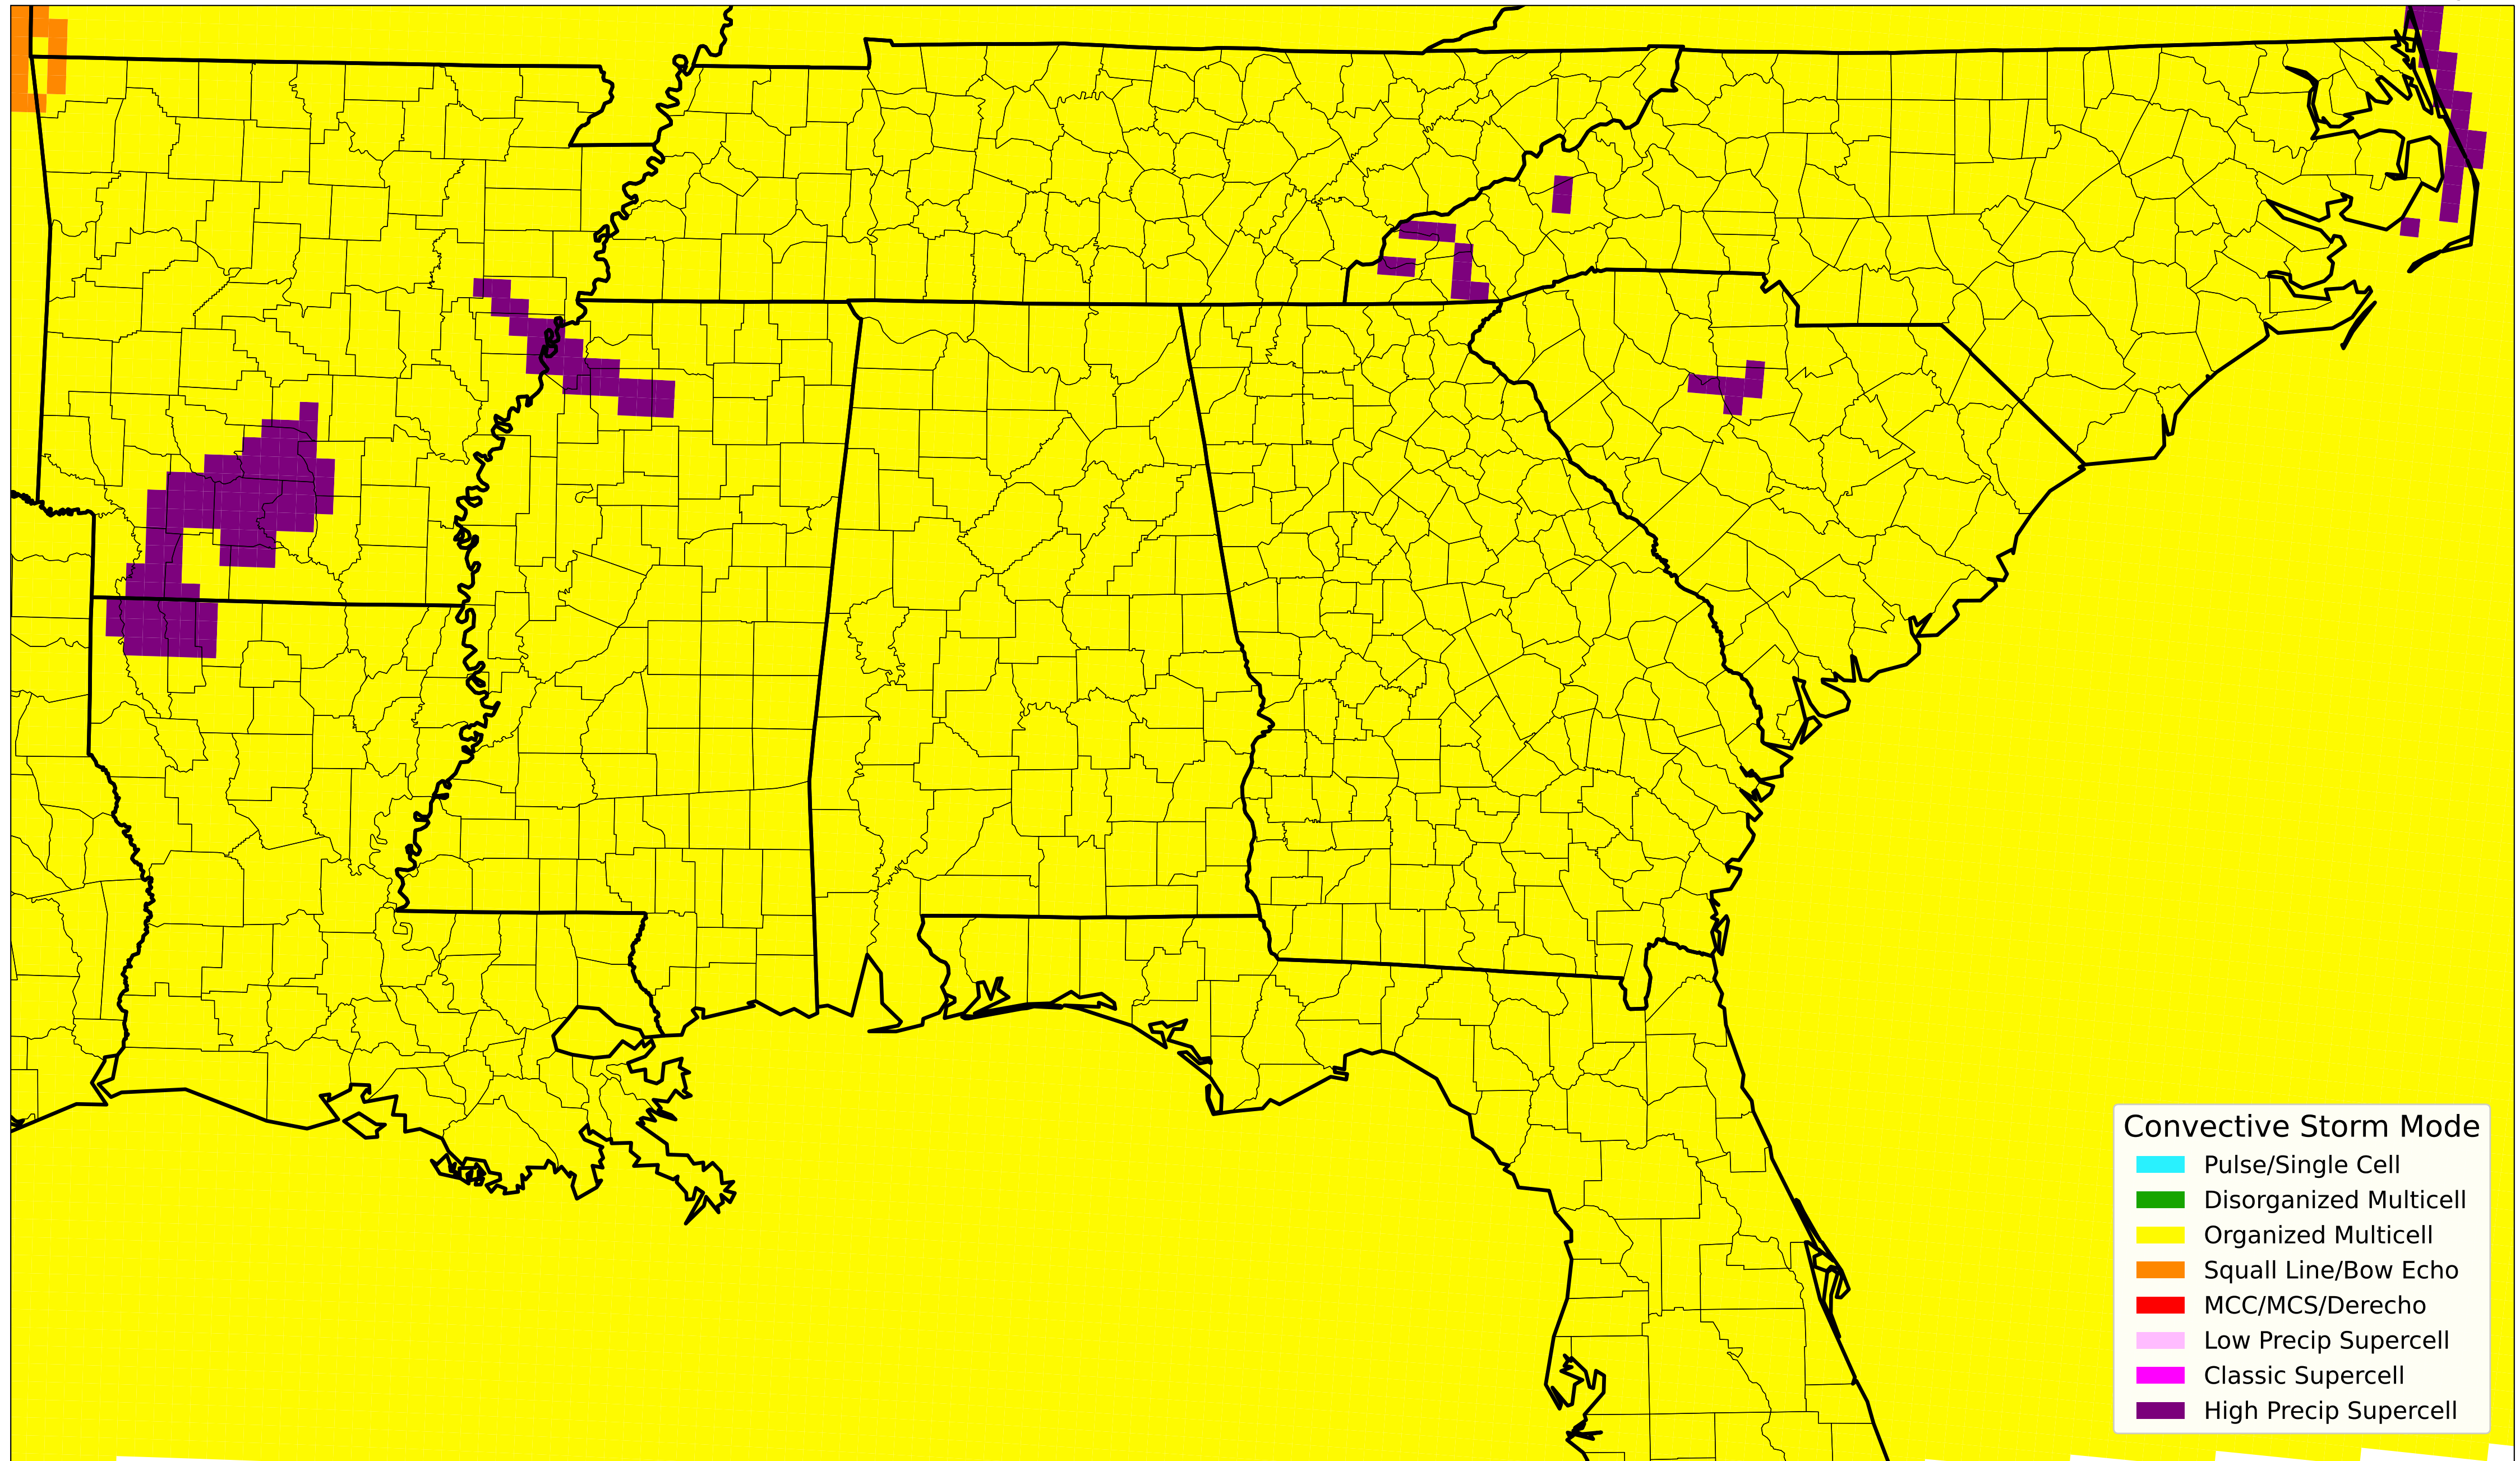 Convective Storm Mode
Pulse/Single Cell
Disorganized Multicell
Organized Multicell
Squall Line/Bow Echo
MCC/MCS/Derecho
Low Precip Supercell
Classic Supercell
High Precip Supercell